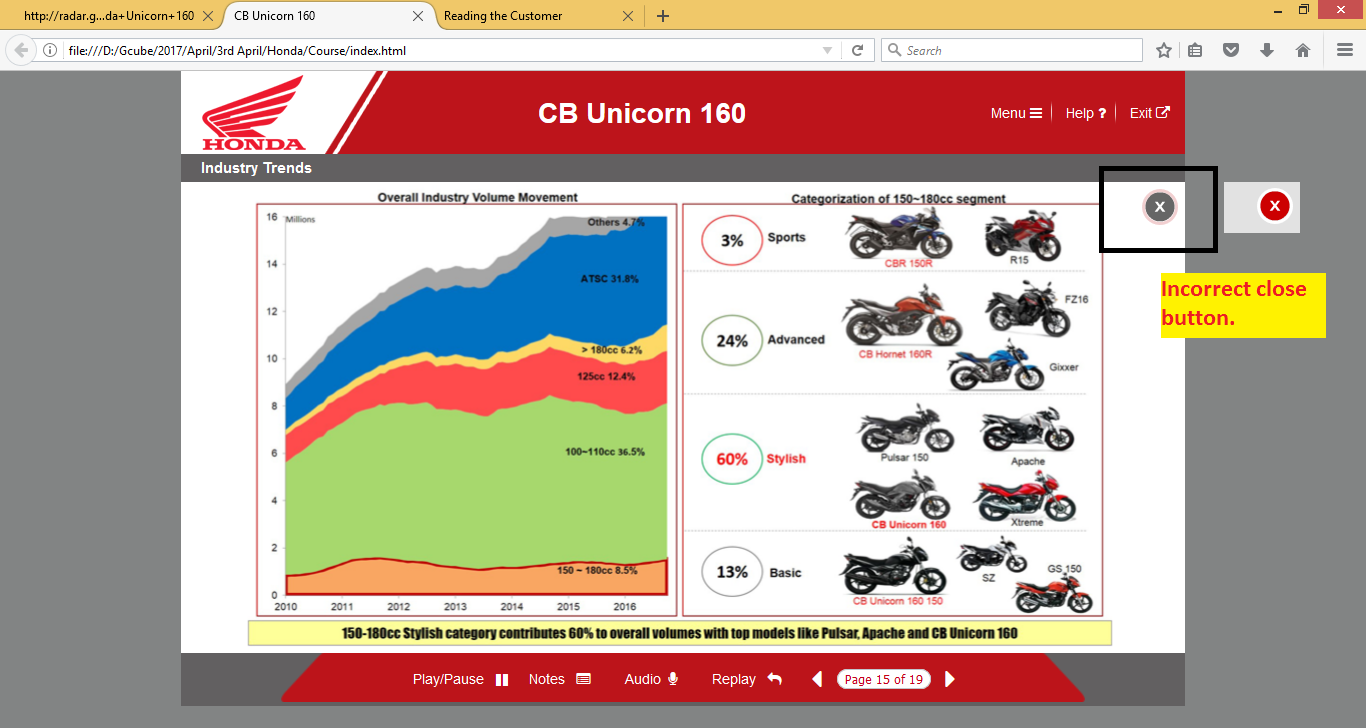 http://radar.g...da+Unicorn+160
CB Unicorn 160
Reading the Customer
file:///D:/Gcube/2017/April/3rd April/Honda/Course/index.html
Search
HONDA
CB Unicorn 160
Menu
Help ?
Exit
Industry Trends
Overall Industry Volume Movement
Millions
16
14
12
10
8
6
4
2
0
Others 4.7%
ATSC 31.8%
> 180cc 6.2%
125cc 12.4%
100~110cc 36.5%
150 ~ 180cc 8.5%
2010 2011 2012 2013 2014 2015 2016
Categorization of 150~180cc segment
3% Sports
CBR 150R
R15
24% Advanced
CB Hornet 160R
FZ16
Gixxer
60% Stylish
Pulsar 150
Apache
CB Unicorn 160
Xtreme
13% Basic
CB Unicorn 160 150
SZ
GS 150
X
X
Incorrect close
button.
150-180cc Stylish category contributes 60% to overall volumes with top models like Pulsar, Apache and CB Unicorn 160
Play/Pause
Notes
Audio
Replay
Page 15 of 19